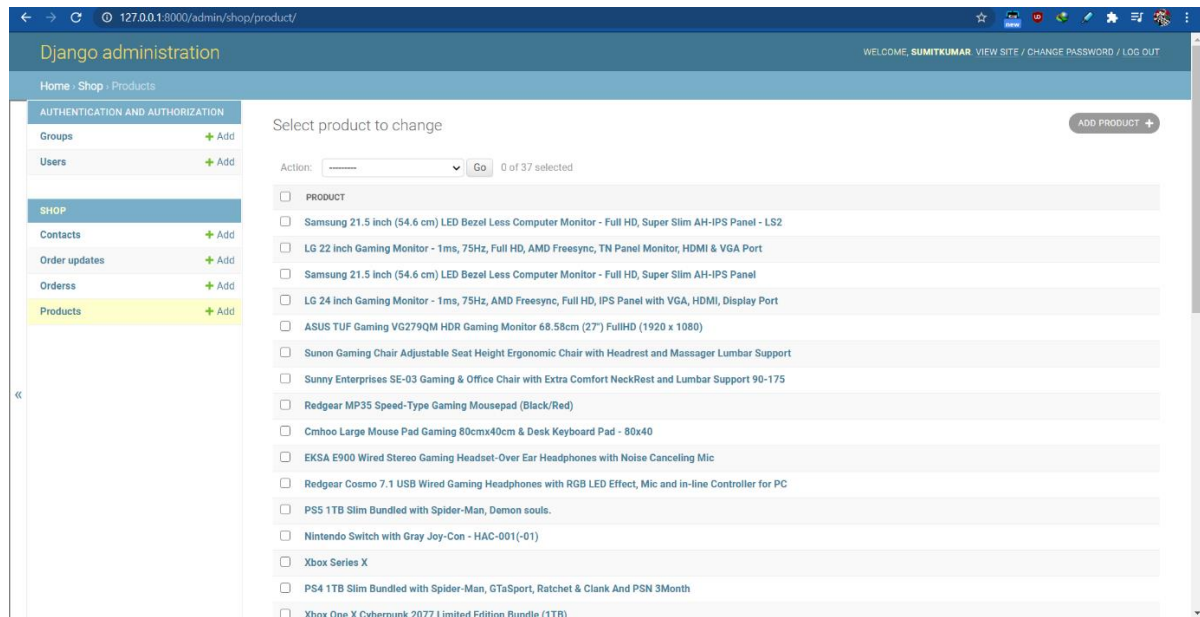 127.0.0.1:8000/admin/shop/product/
new
Django administration
WELCOME, SUMITKUMAR. VIEW SITE / CHANGE PASSWORD / LOG OUT
Home › Shop › Products
AUTHENTICATION AND AUTHORIZATION
Groups + Add
Users + Add
SHOP
Contacts + Add
Order updates + Add
Orderss + Add
Products + Add
«
Select product to change
ADD PRODUCT +
Action: --------- Go 0 of 37 selected
PRODUCT
Samsung 21.5 inch (54.6 cm) LED Bezel Less Computer Monitor - Full HD, Super Slim AH-IPS Panel - LS2
LG 22 inch Gaming Monitor - 1ms, 75Hz, Full HD, AMD Freesync, TN Panel Monitor, HDMI & VGA Port
Samsung 21.5 inch (54.6 cm) LED Bezel Less Computer Monitor - Full HD, Super Slim AH-IPS Panel
LG 24 inch Gaming Monitor - 1ms, 75Hz, AMD Freesync, Full HD, IPS Panel with VGA, HDMI, Display Port
ASUS TUF Gaming VG279QM HDR Gaming Monitor 68.58cm (27") FullHD (1920 x 1080)
Sunon Gaming Chair Adjustable Seat Height Ergonomic Chair with Headrest and Massager Lumbar Support
Sunny Enterprises SE-03 Gaming & Office Chair with Extra Comfort NeckRest and Lumbar Support 90-175
Redgear MP35 Speed-Type Gaming Mousepad (Black/Red)
Cmhoo Large Mouse Pad Gaming 80cmx40cm & Desk Keyboard Pad - 80x40
EKSA E900 Wired Stereo Gaming Headset-Over Ear Headphones with Noise Canceling Mic
Redgear Cosmo 7.1 USB Wired Gaming Headphones with RGB LED Effect, Mic and in-line Controller for PC
PS5 1TB Slim Bundled with Spider-Man, Demon souls.
Nintendo Switch with Gray Joy-Con - HAC-001(-01)
Xbox Series X
PS4 1TB Slim Bundled with Spider-Man, GTaSport, Ratchet & Clank And PSN 3Month
Xbox One X Cyberpunk 2077 Limited Edition Bundle (1TB)